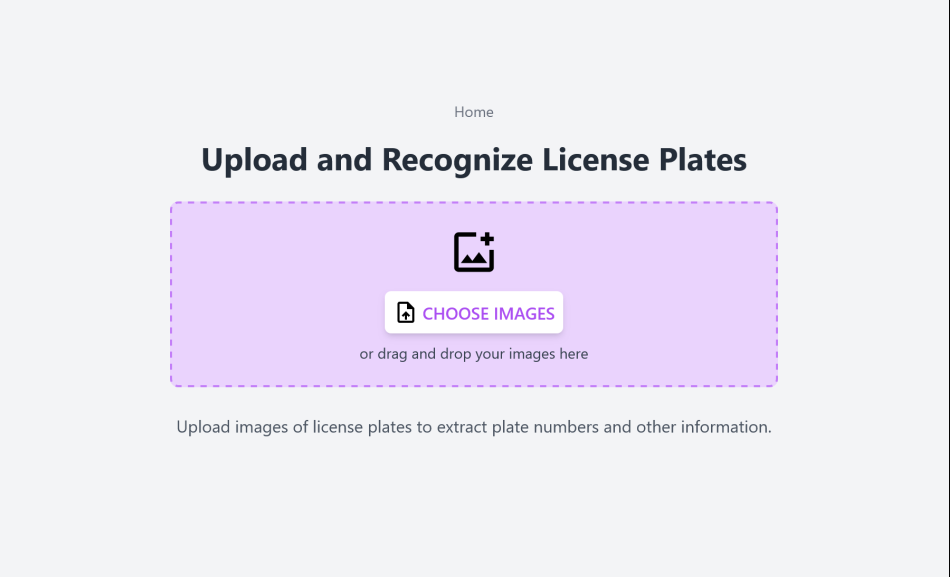 Home
Upload and Recognize License Plates
CHOOSE IMAGES
or drag and drop your images here
Upload images of license plates to extract plate numbers and other information.